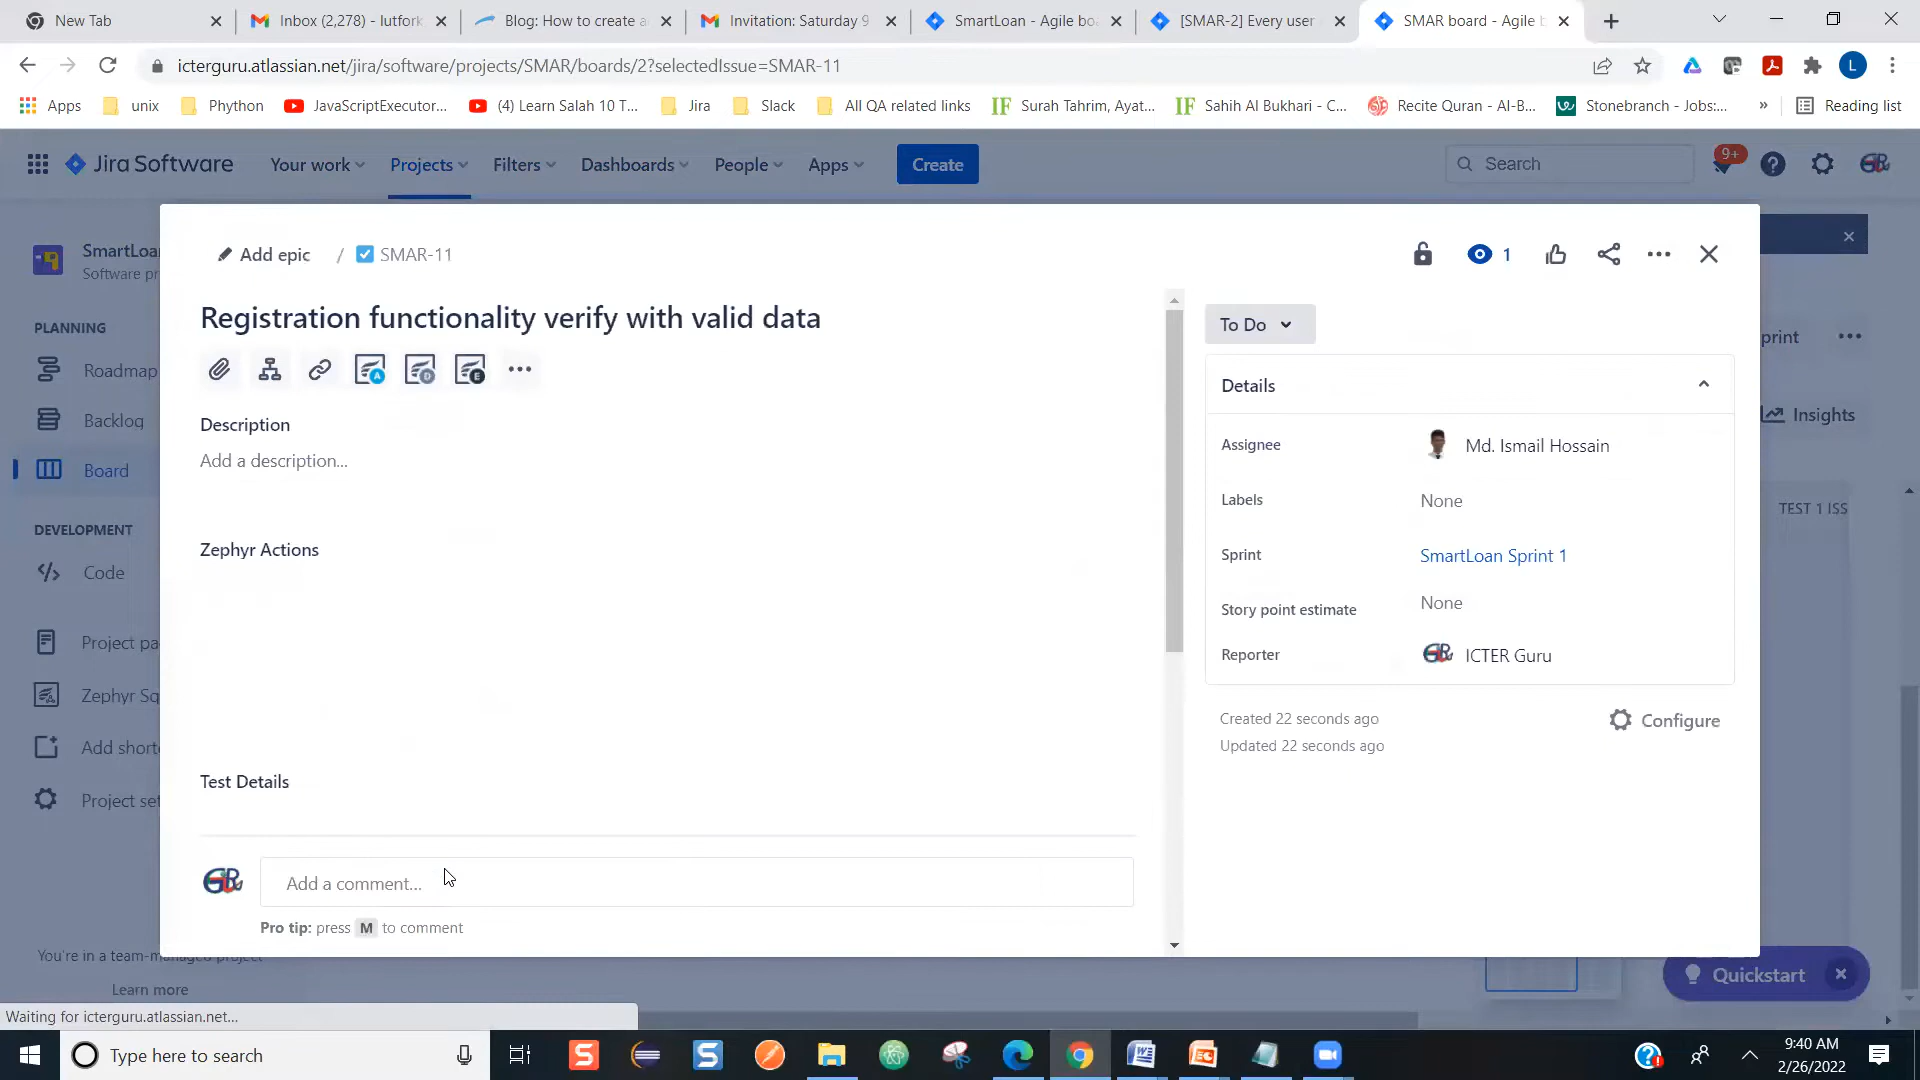 New Tab
Inbox (2,278) - lutfork
Blog: How to create a
Invitation: Saturday 9
SmartLoan - Agile bo
[SMAR-2] Every user
SMAR board - Agile b
icterguru.atlassian.net/jira/software/projects/SMAR/boards/2?selectedIssue=SMAR-11
L
Apps
unix
Phython
JavaScriptExecutor...
(4) Learn Salah 10 T...
Jira
Slack
All QA related links
IF Surah Tahrim, Ayat...
IF Sahih Al Bukhari - C...
Recite Quran - Al-B...
Stonebranch - Jobs:...
»
Reading list
Jira Software
Your work
Projects
Filters
Dashboards
People
Apps
Create
Search
9+
SmartLoa
Software pr
PLANNING
Roadmap
Backlog
Board
DEVELOPMENT
Code
Project pa
Zephyr Sq
Add shorte
Project set
You're in a team-managed project
Learn more
Add epic / SMAR-11
1
Registration functionality verify with valid data
A
D
E
Description
Add a description...
Zephyr Actions
Test Details
Add a comment...
Pro tip: press M to comment
To Do
Details
Assignee Md. Ismail Hossain
Labels None
Sprint SmartLoan Sprint 1
Story point estimate None
Reporter ICTER Guru
Created 22 seconds ago
Updated 22 seconds ago
Configure
print
Insights
TEST 1 ISS
Quickstart
Waiting for icterguru.atlassian.net...
Type here to search
9:40 AM
2/26/2022